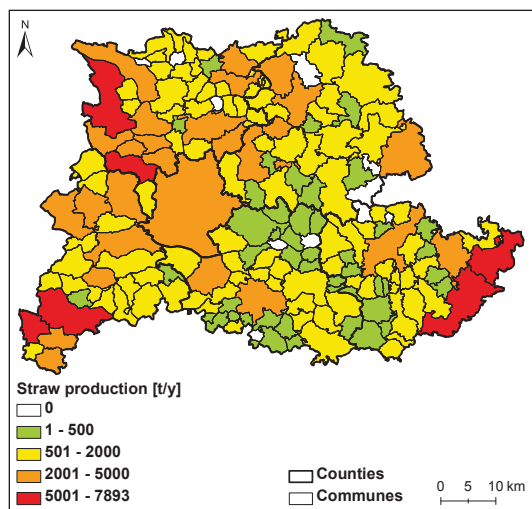 N
Straw production [t/y]
0
1 - 500
501 - 2000
2001 - 5000
5001 - 7893
Counties
Communes
0 5 10 km